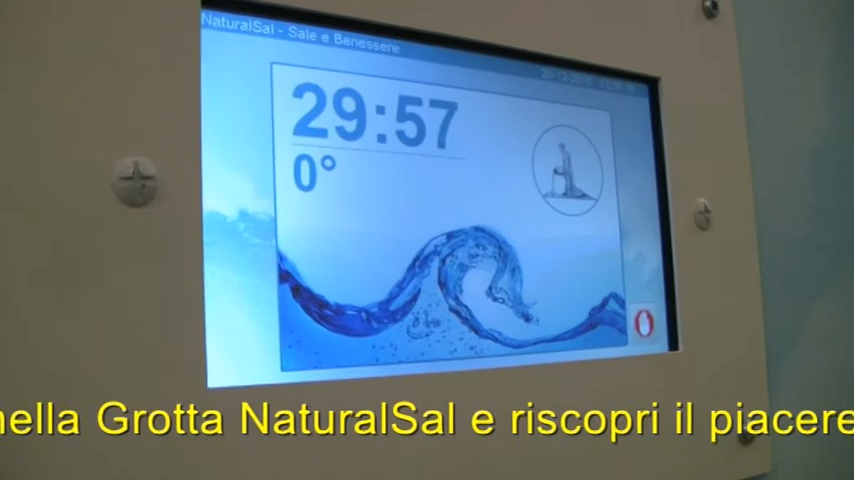 NaturalSal - Sale e Benessere
29:57
0°
nella Grotta NaturalSal e riscopri il piacere